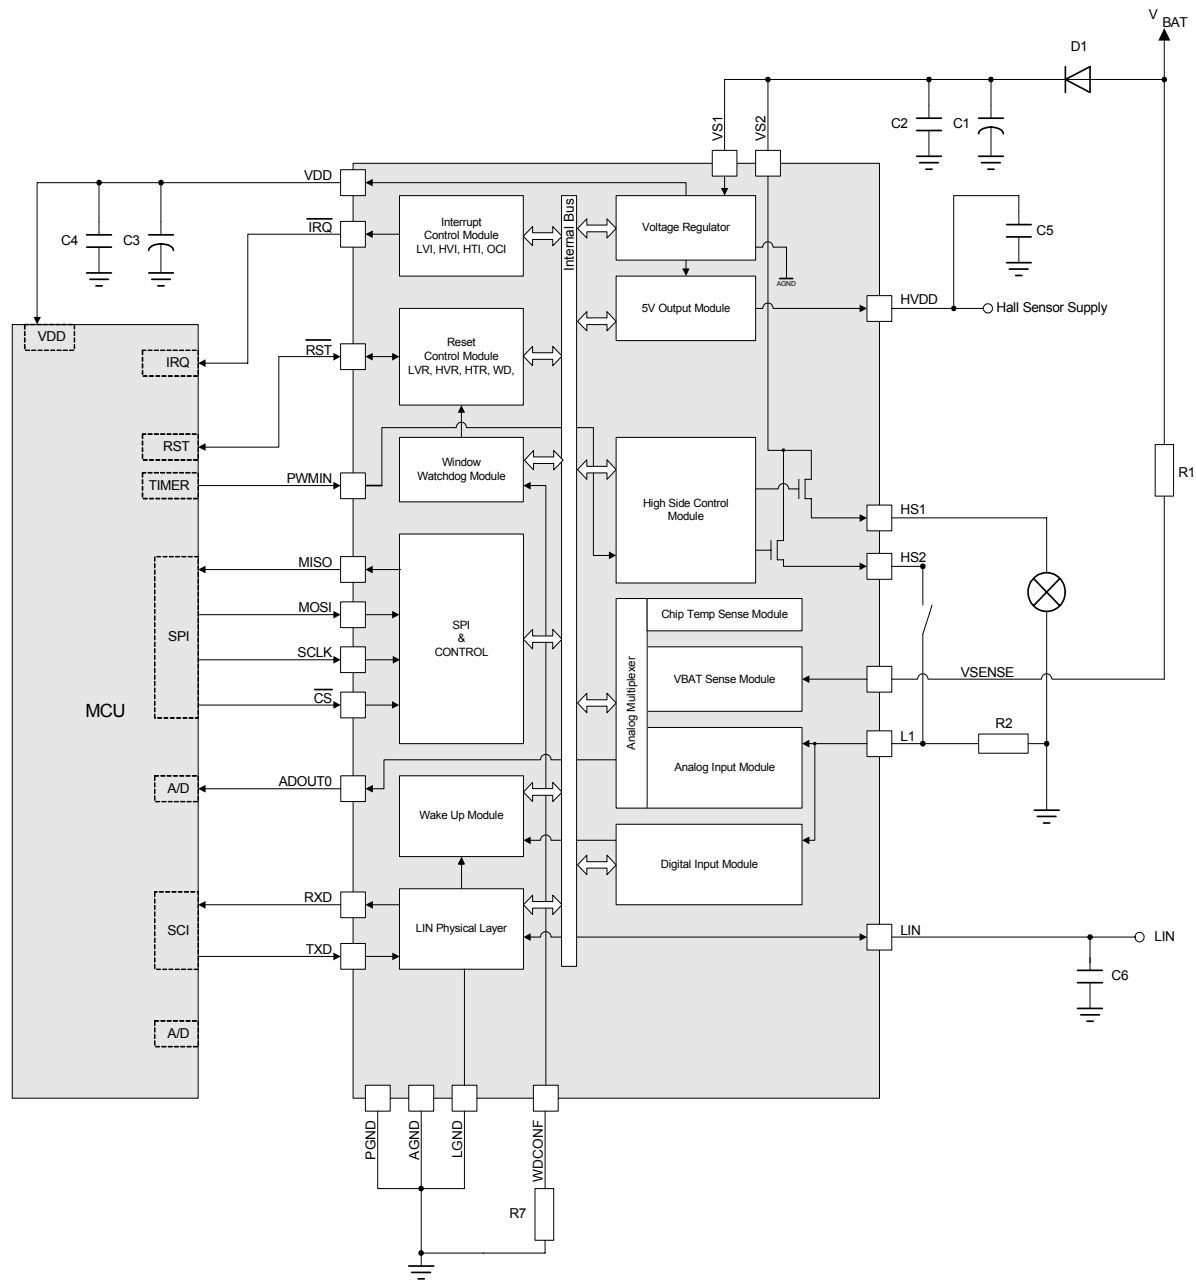 V
BAT
D1
C2
C1
VS1
VS2
VDD
IRQ
C4
C3
Interrupt
Control Module
LVI, HVI, HTI, OCI
Internal Bus
Voltage Regulator
AGND
C5
5V Output Module
HVDD
Hall Sensor Supply
VDD
IRQ
RST
Reset
Control Module
LVR, HVR, HTR, WD,
RST
TIMER
PWMIN
Window
Watchdog Module
High Side Control
Module
R1
HS1
HS2
MISO
MOSI
SCLK
CS
SPI
SPI
&
CONTROL
MCU
Chip Temp Sense Module
Analog Multiplexer
VBAT Sense Module
VSENSE
Analog Input Module
L1
R2
A/D
ADOUT0
Wake Up Module
Digital Input Module
RXD
SCI
TXD
LIN Physical Layer
LIN
LIN
C6
A/D
PGND
AGND
LGND
WDCONF
R7